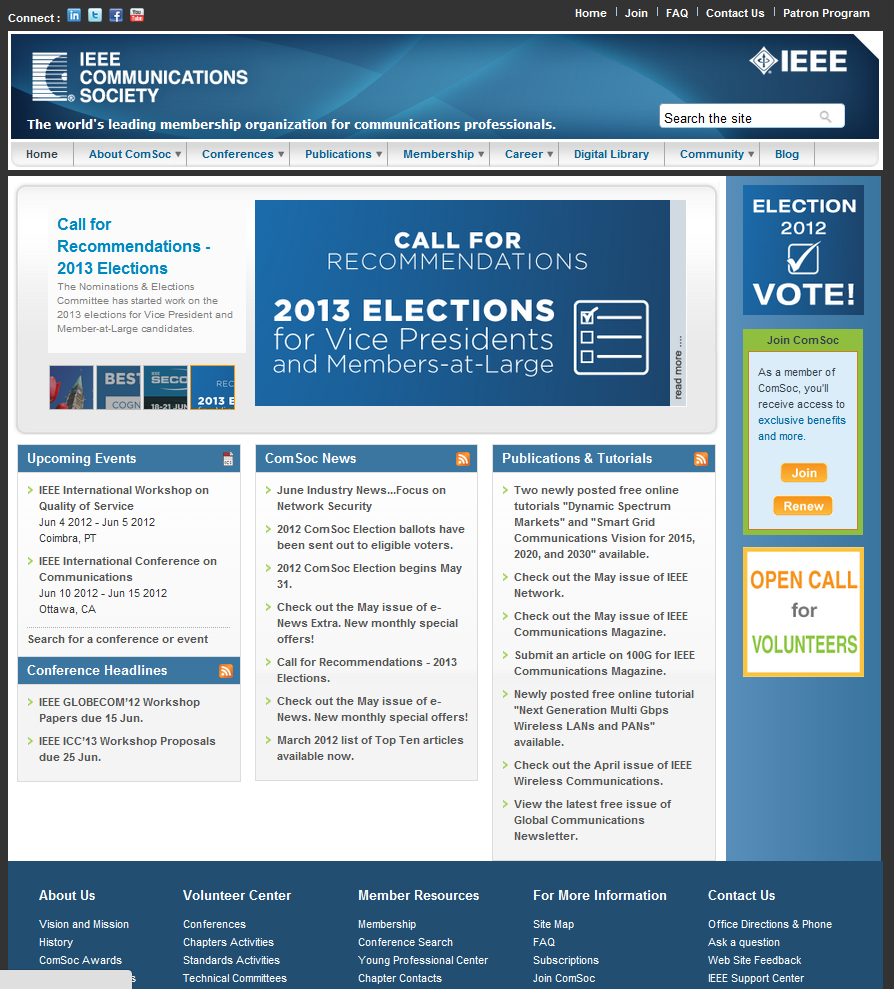 Connect :
Home
Join
FAQ
Contact Us
Patron Program
IEEE
COMMUNICATIONS
SOCIETY
®
IEEE
The world's leading membership organization for communications professionals.
Search the site
Home
About ComSoc
Conferences
Publications
Membership
Career
Digital Library
Community
Blog
Call for
Recommendations -
2013 Elections
The Nominations & Elections
Committee has started work on the
2013 elections for Vice President and
Member-at-Large candidates.
BEST
COGN
SECO
18-21 JUN
REC
2013 E
CALL FOR
RECOMMENDATIONS
2013 ELECTIONS
for Vice Presidents
and Members-at-Large
read more ....
ELECTION
2012
VOTE!
Join ComSoc
As a member of
ComSoc, you'll
receive access to
exclusive benefits
and more.
Join
Renew
OPEN CALL
for
VOLUNTEERS
Upcoming Events
IEEE International Workshop on
Quality of Service
Jun 4 2012 - Jun 5 2012
Coimbra, PT
IEEE International Conference on
Communications
Jun 10 2012 - Jun 15 2012
Ottawa, CA
Search for a conference or event
Conference Headlines
IEEE GLOBECOM'12 Workshop
Papers due 15 Jun.
IEEE ICC'13 Workshop Proposals
due 25 Jun.
ComSoc News
June Industry News...Focus on
Network Security
2012 ComSoc Election ballots have
been sent out to eligible voters.
2012 ComSoc Election begins May
31.
Check out the May issue of e-
News Extra. New monthly special
offers!
Call for Recommendations - 2013
Elections.
Check out the May issue of e-
News. New monthly special offers!
March 2012 list of Top Ten articles
available now.
Publications & Tutorials
Two newly posted free online
tutorials "Dynamic Spectrum
Markets" and "Smart Grid
Communications Vision for 2015,
2020, and 2030" available.
Check out the May issue of IEEE
Network.
Check out the May issue of IEEE
Communications Magazine.
Submit an article on 100G for IEEE
Communications Magazine.
Newly posted free online tutorial
"Next Generation Multi Gbps
Wireless LANs and PANs"
available.
Check out the April issue of IEEE
Wireless Communications.
View the latest free issue of
Global Communications
Newsletter.
About Us
Vision and Mission
History
ComSoc Awards
Volunteer Center
Conferences
Chapters Activities
Standards Activities
Technical Committees
Member Resources
Membership
Conference Search
Young Professional Center
Chapter Contacts
For More Information
Site Map
FAQ
Subscriptions
Join ComSoc
Contact Us
Office Directions & Phone
Ask a question
Web Site Feedback
IEEE Support Center